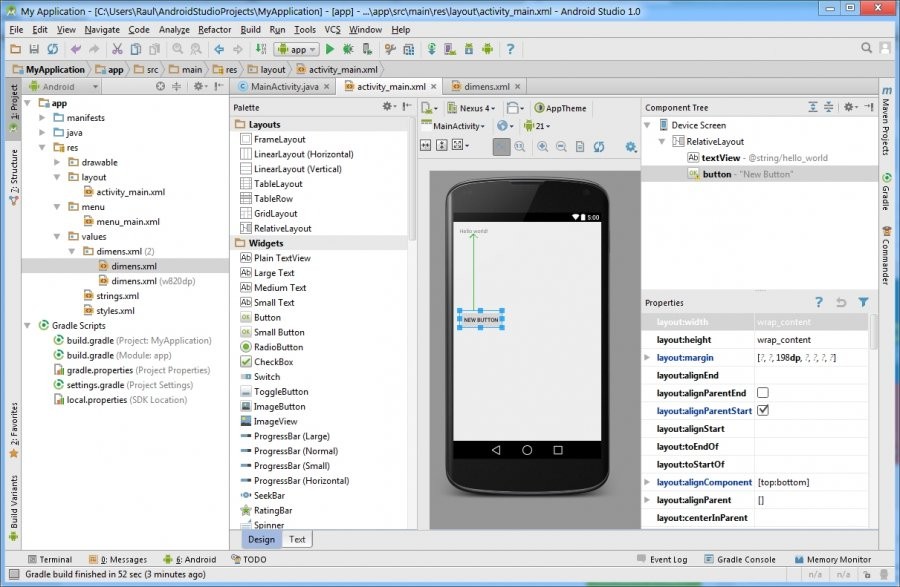 My Application - [C:\Users\Raul\AndroidStudioProjects\MyApplication] - [app] - ...\app\src\main\res\layout\activity_main.xml - Android Studio 1.0
File Edit View Navigate Code Analyze Refactor Build Run Tools VCS Window Help
app
MyApplication app src main res layout activity_main.xml
1: Project
2: Structure
2: Favorites
Build Variants
Android
app
manifests
java
res
drawable
layout
activity_main.xml
menu
menu_main.xml
values
dimens.xml (2)
dimens.xml
dimens.xml (w820dp)
strings.xml
styles.xml
Gradle Scripts
build.gradle (Project: MyApplication)
build.gradle (Module: app)
gradle.properties (Project Properties)
settings.gradle (Project Settings)
local.properties (SDK Location)
MainActivity.java activity_main.xml dimens.xml
Palette
Layouts
FrameLayout
LinearLayout (Horizontal)
LinearLayout (Vertical)
TableLayout
TableRow
GridLayout
RelativeLayout
Widgets
Plain TextView
Large Text
Medium Text
Small Text
Button
Small Button
RadioButton
CheckBox
Switch
ToggleButton
ImageButton
ImageView
ProgressBar (Large)
ProgressBar (Normal)
ProgressBar (Small)
ProgressBar (Horizontal)
SeekBar
RatingBar
Spinner
Design Text
Nexus 4 AppTheme
MainActivity 21
5:00
Hello world!
NEW BUTTON
Component Tree
Device Screen
RelativeLayout
Ab textView - @string/hello_world
button - "New Button"
Properties
layout:width wrap_content
layout:height wrap_content
layout:margin [?, ?, 198dp, ?, ?, ?, ?]
layout:alignEnd
layout:alignParentEnd
layout:alignParentStart
layout:alignStart
layout:toEndOf
layout:toStartOf
layout:alignComponent [top:bottom]
layout:alignParent []
layout:centerInParent
Maven Projects
Gradle
Commander
Terminal 0: Messages 6: Android TODO Event Log Gradle Console Memory Monitor
Gradle build finished in 52 sec (3 minutes ago) n/a n/a